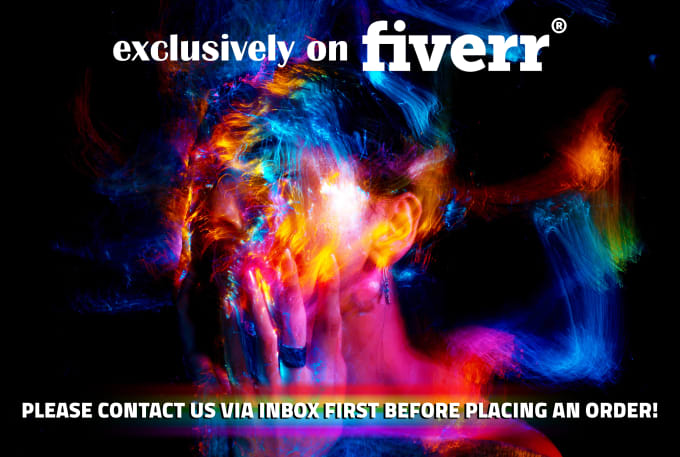 exclusively on fiverr®
PLEASE CONTACT US VIA INBOX FIRST BEFORE PLACING AN ORDER!